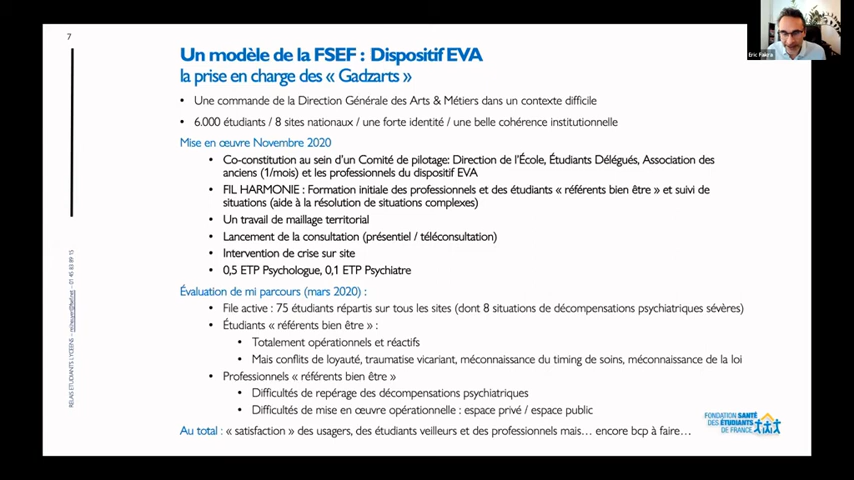 7
Un modèle de la FSEF : Dispositif EVA
la prise en charge des « Gadzarts »
• Une commande de la Direction Générale des Arts & Métiers dans un contexte difficile
• 6.000 étudiants / 8 sites nationaux / une forte identité / une belle cohérence institutionnelle
Mise en œuvre Novembre 2020
• Co-constitution au sein d'un Comité de pilotage: Direction de l'École, Étudiants Délégués, Association des
anciens (1/mois) et les professionnels du dispositif EVA
• FIL HARMONIE : Formation initiale des professionnels et des étudiants « référents bien être » et suivi de
situations (aide à la résolution de situations complexes)
• Un travail de maillage territorial
• Lancement de la consultation (présentiel / téléconsultation)
• Intervention de crise sur site
• 0,5 ETP Psychologue, 0,1 ETP Psychiatre
Évaluation de mi parcours (mars 2020) :
• File active : 75 étudiants répartis sur tous les sites (dont 8 situations de décompensations psychiatriques sévères)
• Étudiants « référents bien être » :
• Totalement opérationnels et réactifs
• Mais conflits de loyauté, traumatise vicariant, méconnaissance du timing de soins, méconnaissance de la loi
• Professionnels « référents bien être »
• Difficultés de repérage des décompensations psychiatriques
• Difficultés de mise en œuvre opérationnelle : espace privé / espace public
Au total : « satisfaction » des usagers, des étudiants veilleurs et des professionnels mais… encore bcp à faire…
RELAIS ETUDIANTS LYCEENS – – 01 45 83 89 15
FONDATION SANTÉ
DES ÉTUDIANTS
DE FRANCE
Eric